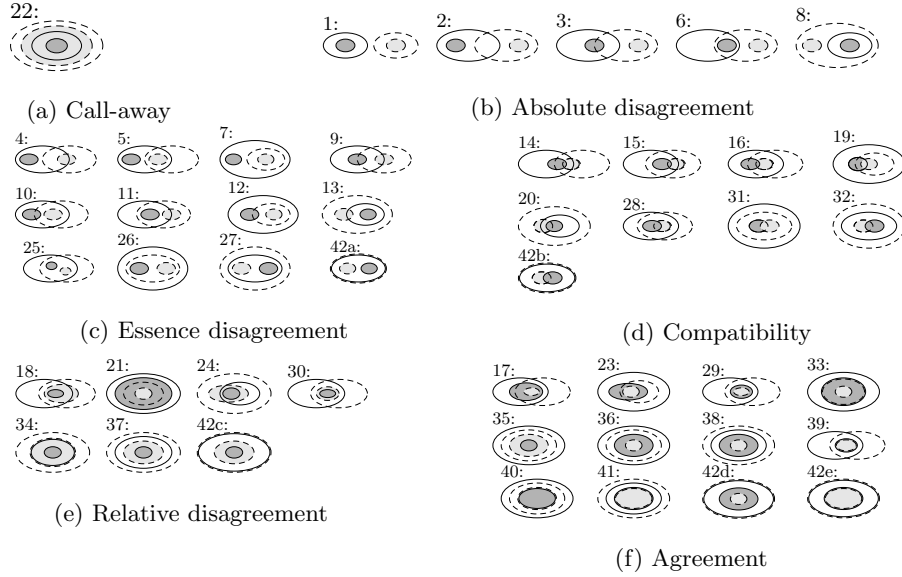 22:
1: 2: 3: 6: 8:
(a) Call-away
(b) Absolute disagreement
4: 5: 7: 9:
10: 11: 12: 13:
25: 26: 27: 42a:
(c) Essence disagreement
14: 15: 16: 19:
20: 28: 31: 32:
42b:
(d) Compatibility
18: 21: 24: 30:
34: 37: 42c:
(e) Relative disagreement
17: 23: 29: 33:
35: 36: 38: 39:
40: 41: 42d: 42e:
(f) Agreement